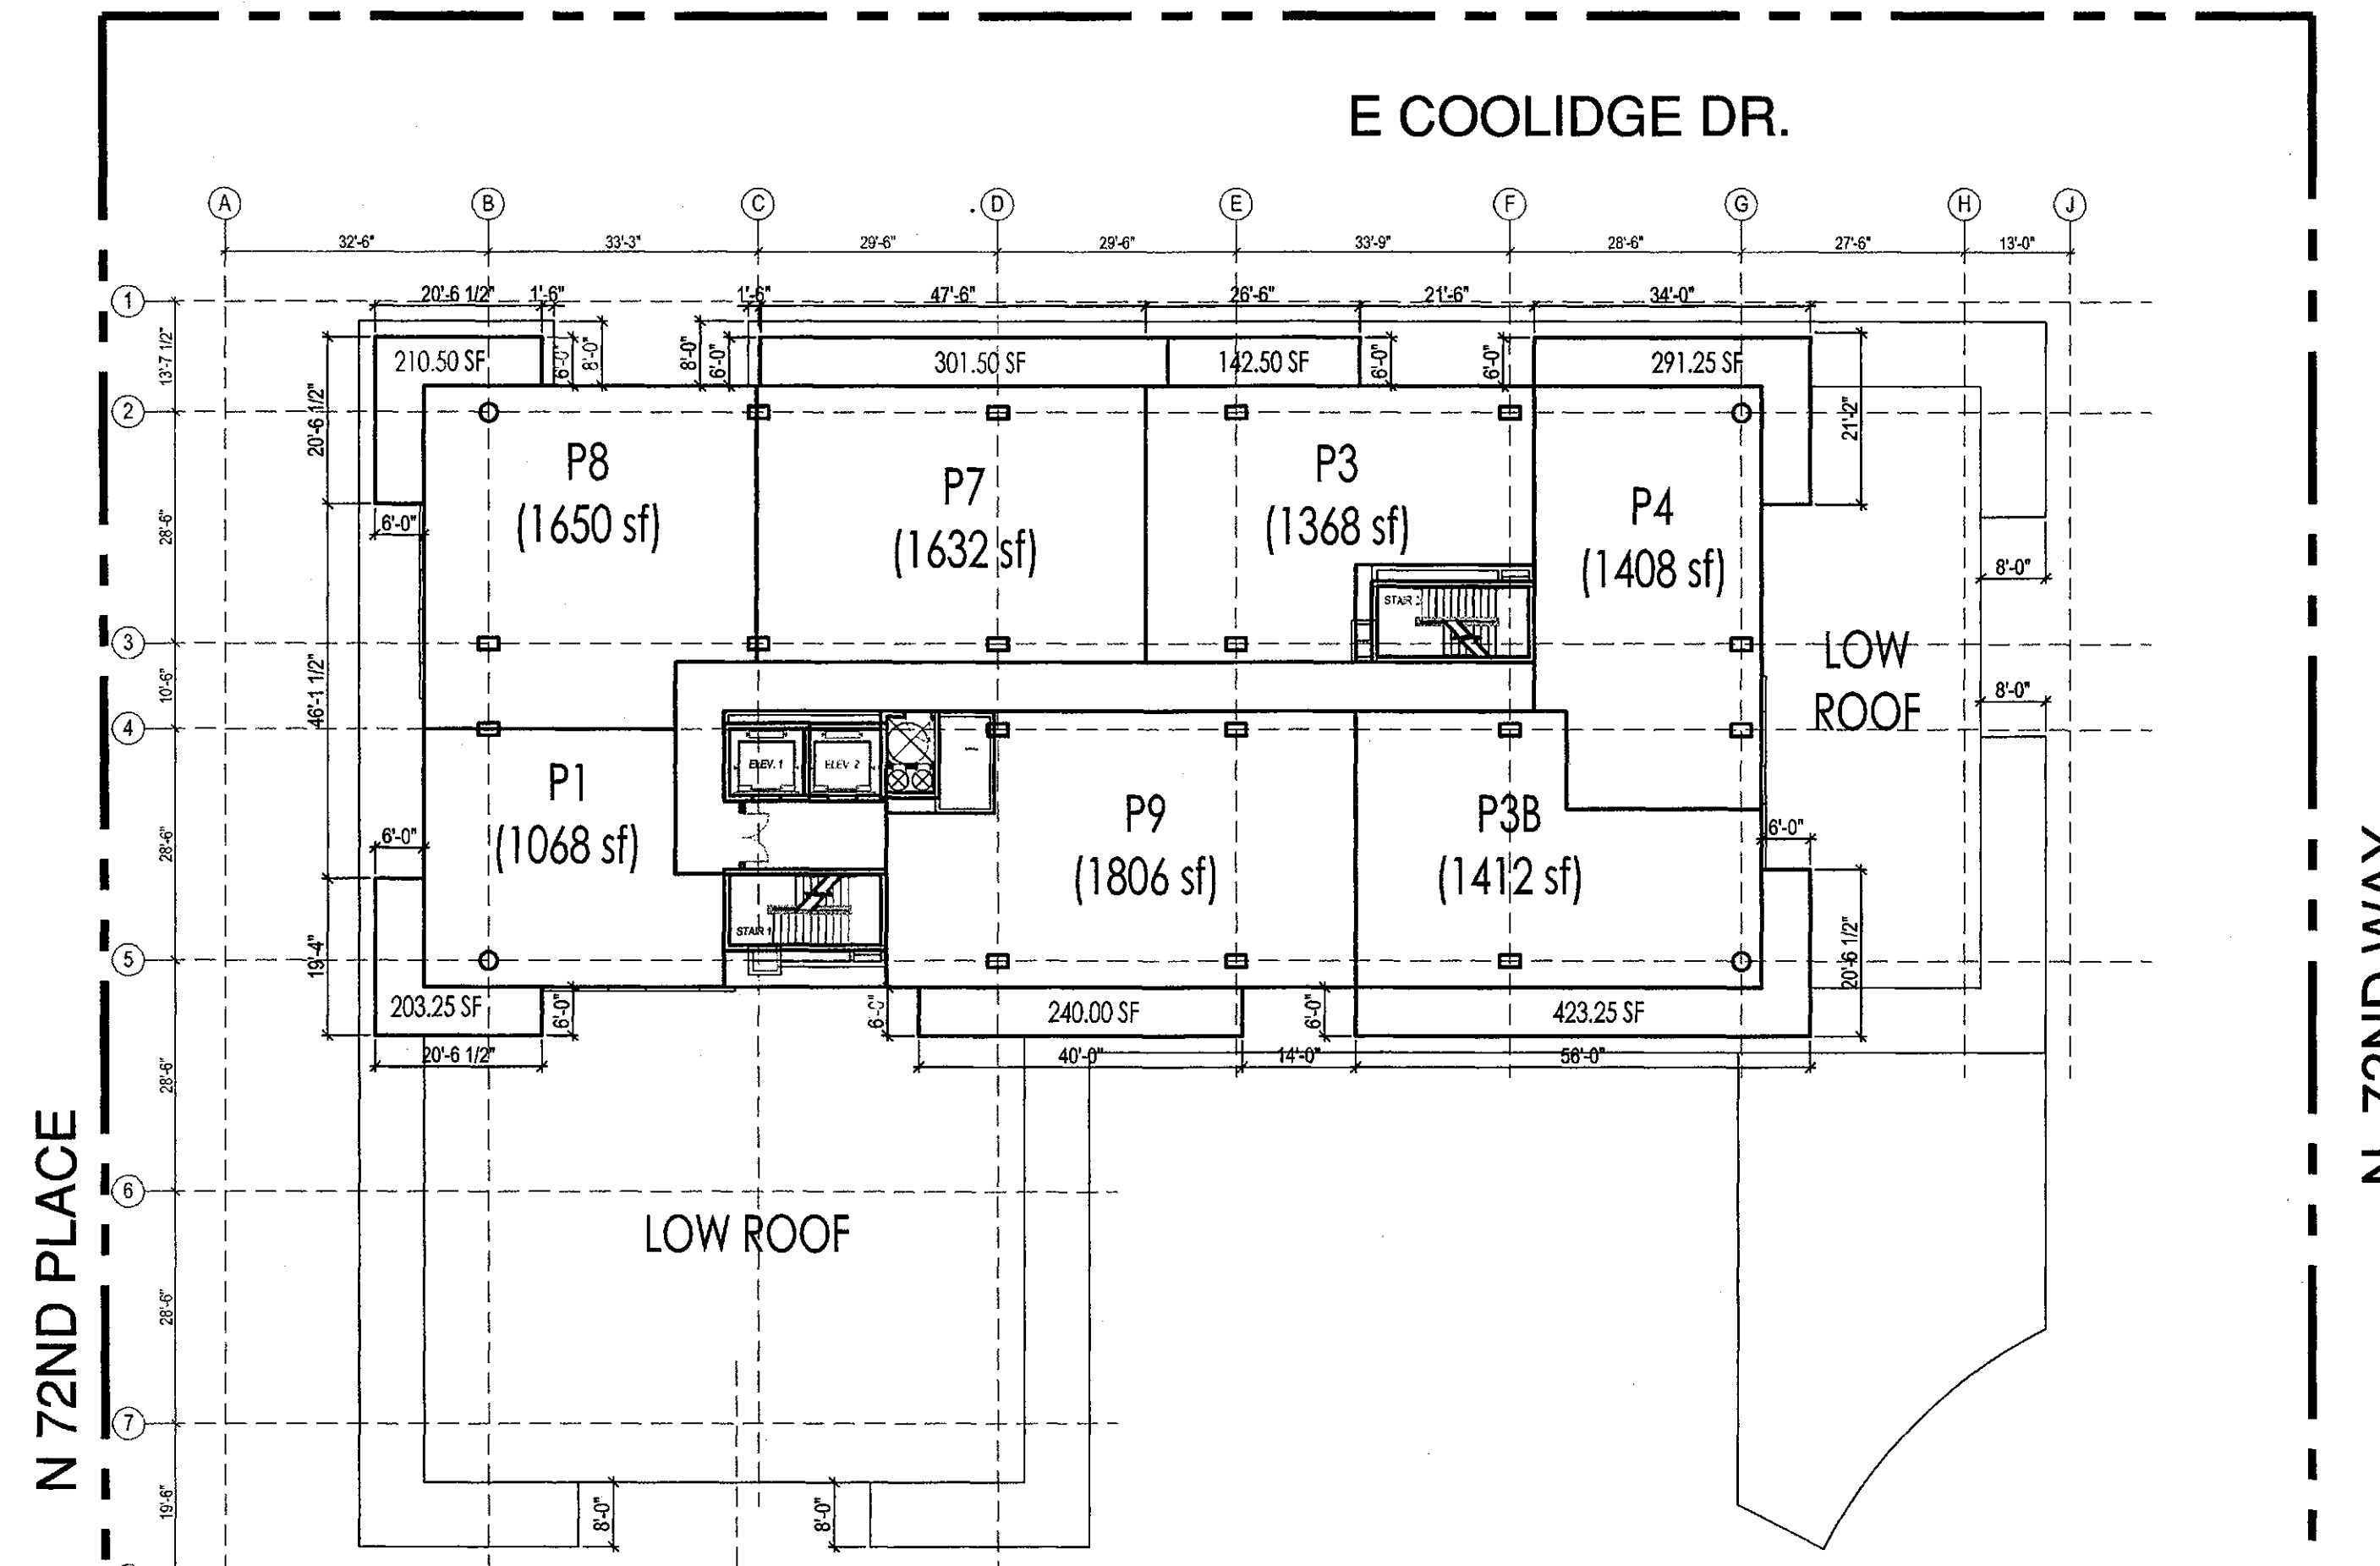 E COOLIDGE DR.
A
B
C
D
E
F
G
H
J
32'-6"
33'-3"
29'-6"
29'-6"
33'-9"
28'-6"
27'-6"
13'-0"
1
20'-6 1/2"
1'-6"
1'-6"
47'-6"
26'-6"
21'-6"
34'-0"
13'-7 1/2"
210.50 SF
6'-0"
8'-0"
8'-0"
6'-0"
301.50 SF
142.50 SF
6'-0"
6'-0"
291.25 SF
2
20'-6 1/2"
21'-2"
P8
(1650 sf)
P7
(1632 sf)
P3
(1368 sf)
P4
(1408 sf)
6'-0"
28'-6"
8'-0"
STAIR 2
3
LOW
ROOF
10'-6"
46'-1 1/2"
8'-0"
4
ELEV. 1
ELEV. 2
P1
(1068 sf)
P9
(1806 sf)
P3B
(1412 sf)
6'-0"
6'-0"
28'-6"
STAIR 1
5
19'-4"
20'-6 1/2"
203.25 SF
6'-0"
240.00 SF
6'-0"
423.25 SF
20'-6 1/2"
40'-0"
14'-0"
56'-0"
28'-6"
N 72ND PLACE
N 72ND WAY
6
LOW ROOF
28'-6"
7
19'-6"
8'-0"
8'-0"